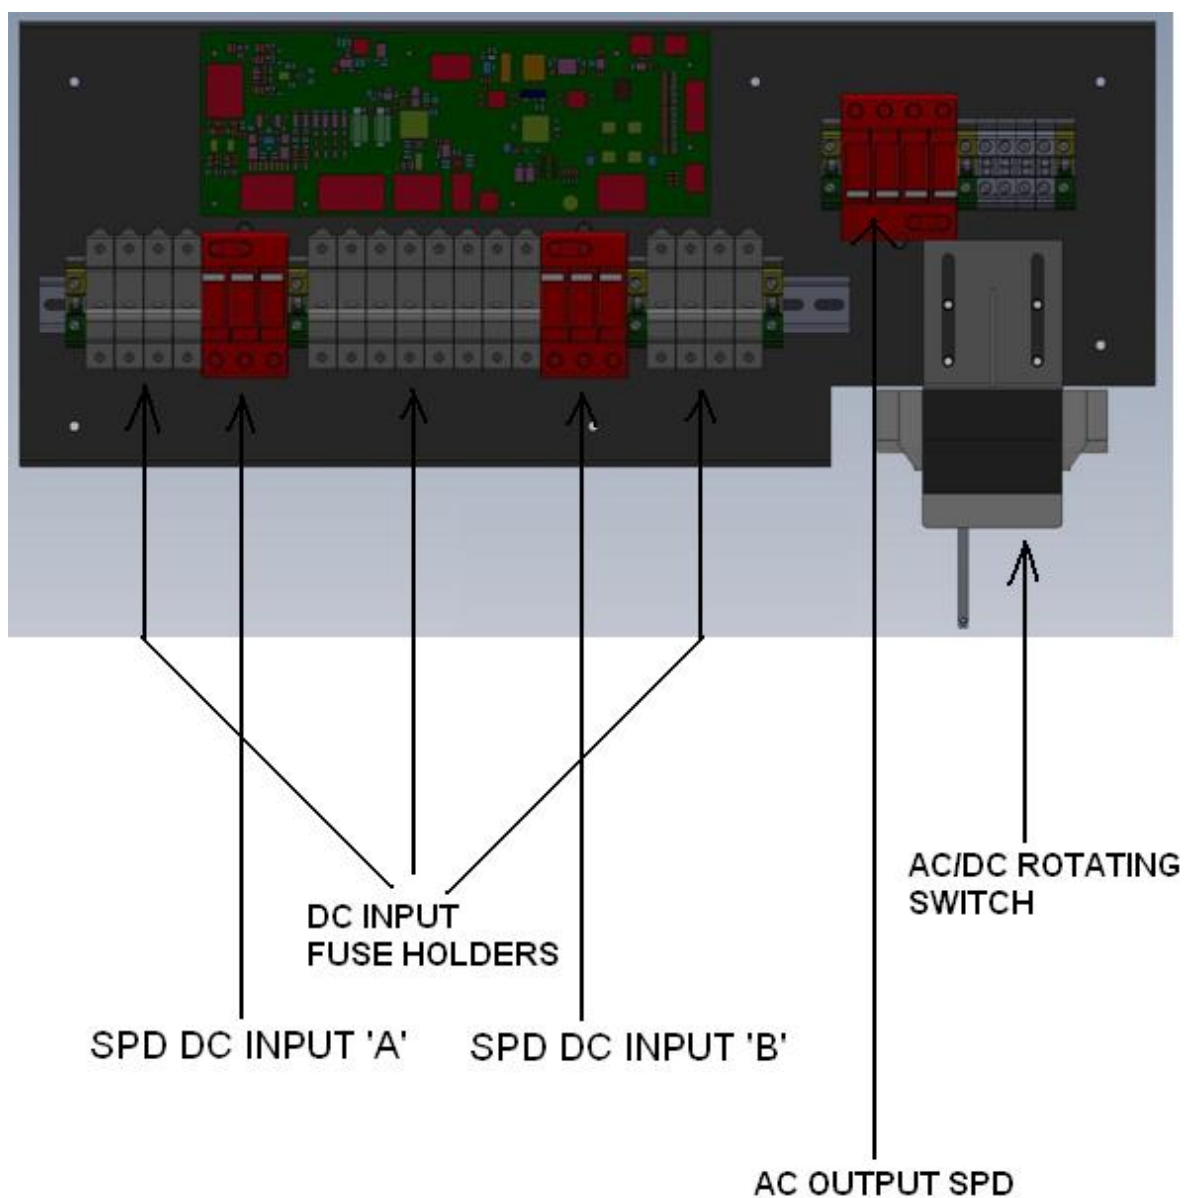 AC/DC ROTATING
SWITCH
DC INPUT
FUSE HOLDERS
SPD DC INPUT 'A'
SPD DC INPUT 'B'
AC OUTPUT SPD